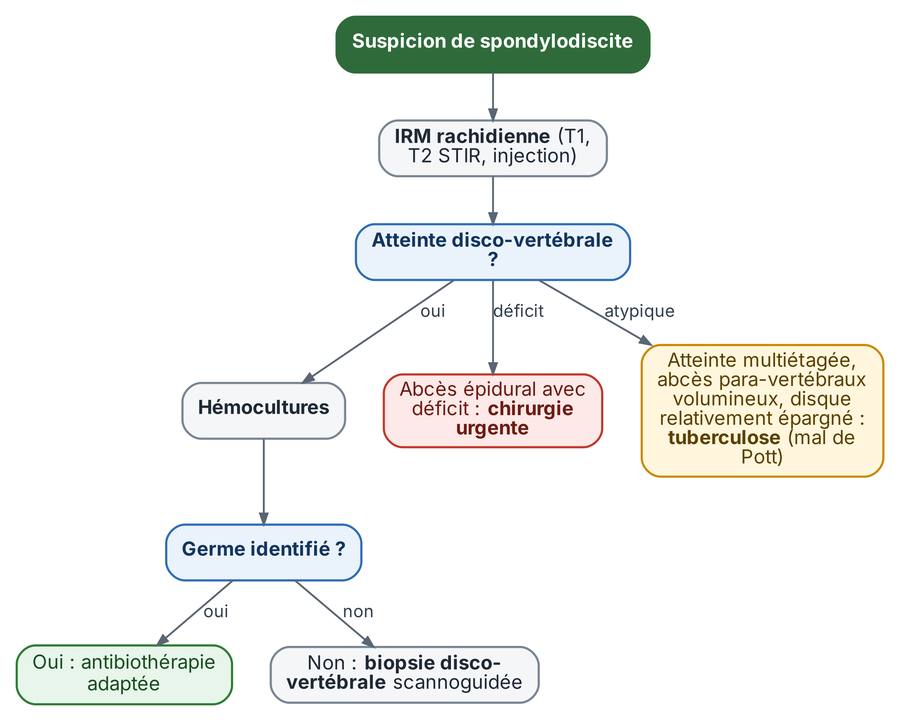 Suspicion de spondylodiscite
IRM rachidienne (T1,
T2 STIR, injection)
Atteinte disco-vertébrale
?
oui
déficit
atypique
Hémocultures
Abcès épidural avec
déficit : chirurgie
urgente
Atteinte multiétagée,
abcès para-vertébraux
volumineux, disque
relativement épargné :
tuberculose (mal de
Pott)
Germe identifié ?
oui
non
Oui : antibiothérapie
adaptée
Non : biopsie disco-
vertébrale scannoguidée